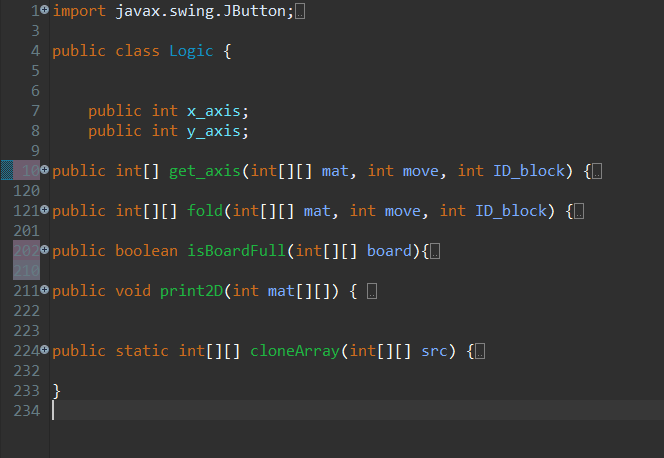 1 import javax.swing.JButton;
3
4 public class Logic {
5
6
7 public int x_axis;
8 public int y_axis;
9
10 public int[] get_axis(int[][] mat, int move, int ID_block) {
120
121 public int[][] fold(int[][] mat, int move, int ID_block) {
201
202 public boolean isBoardFull(int[][] board){
210
211 public void print2D(int mat[][]) {
222
223
224 public static int[][] cloneArray(int[][] src) {
232
233 }
234